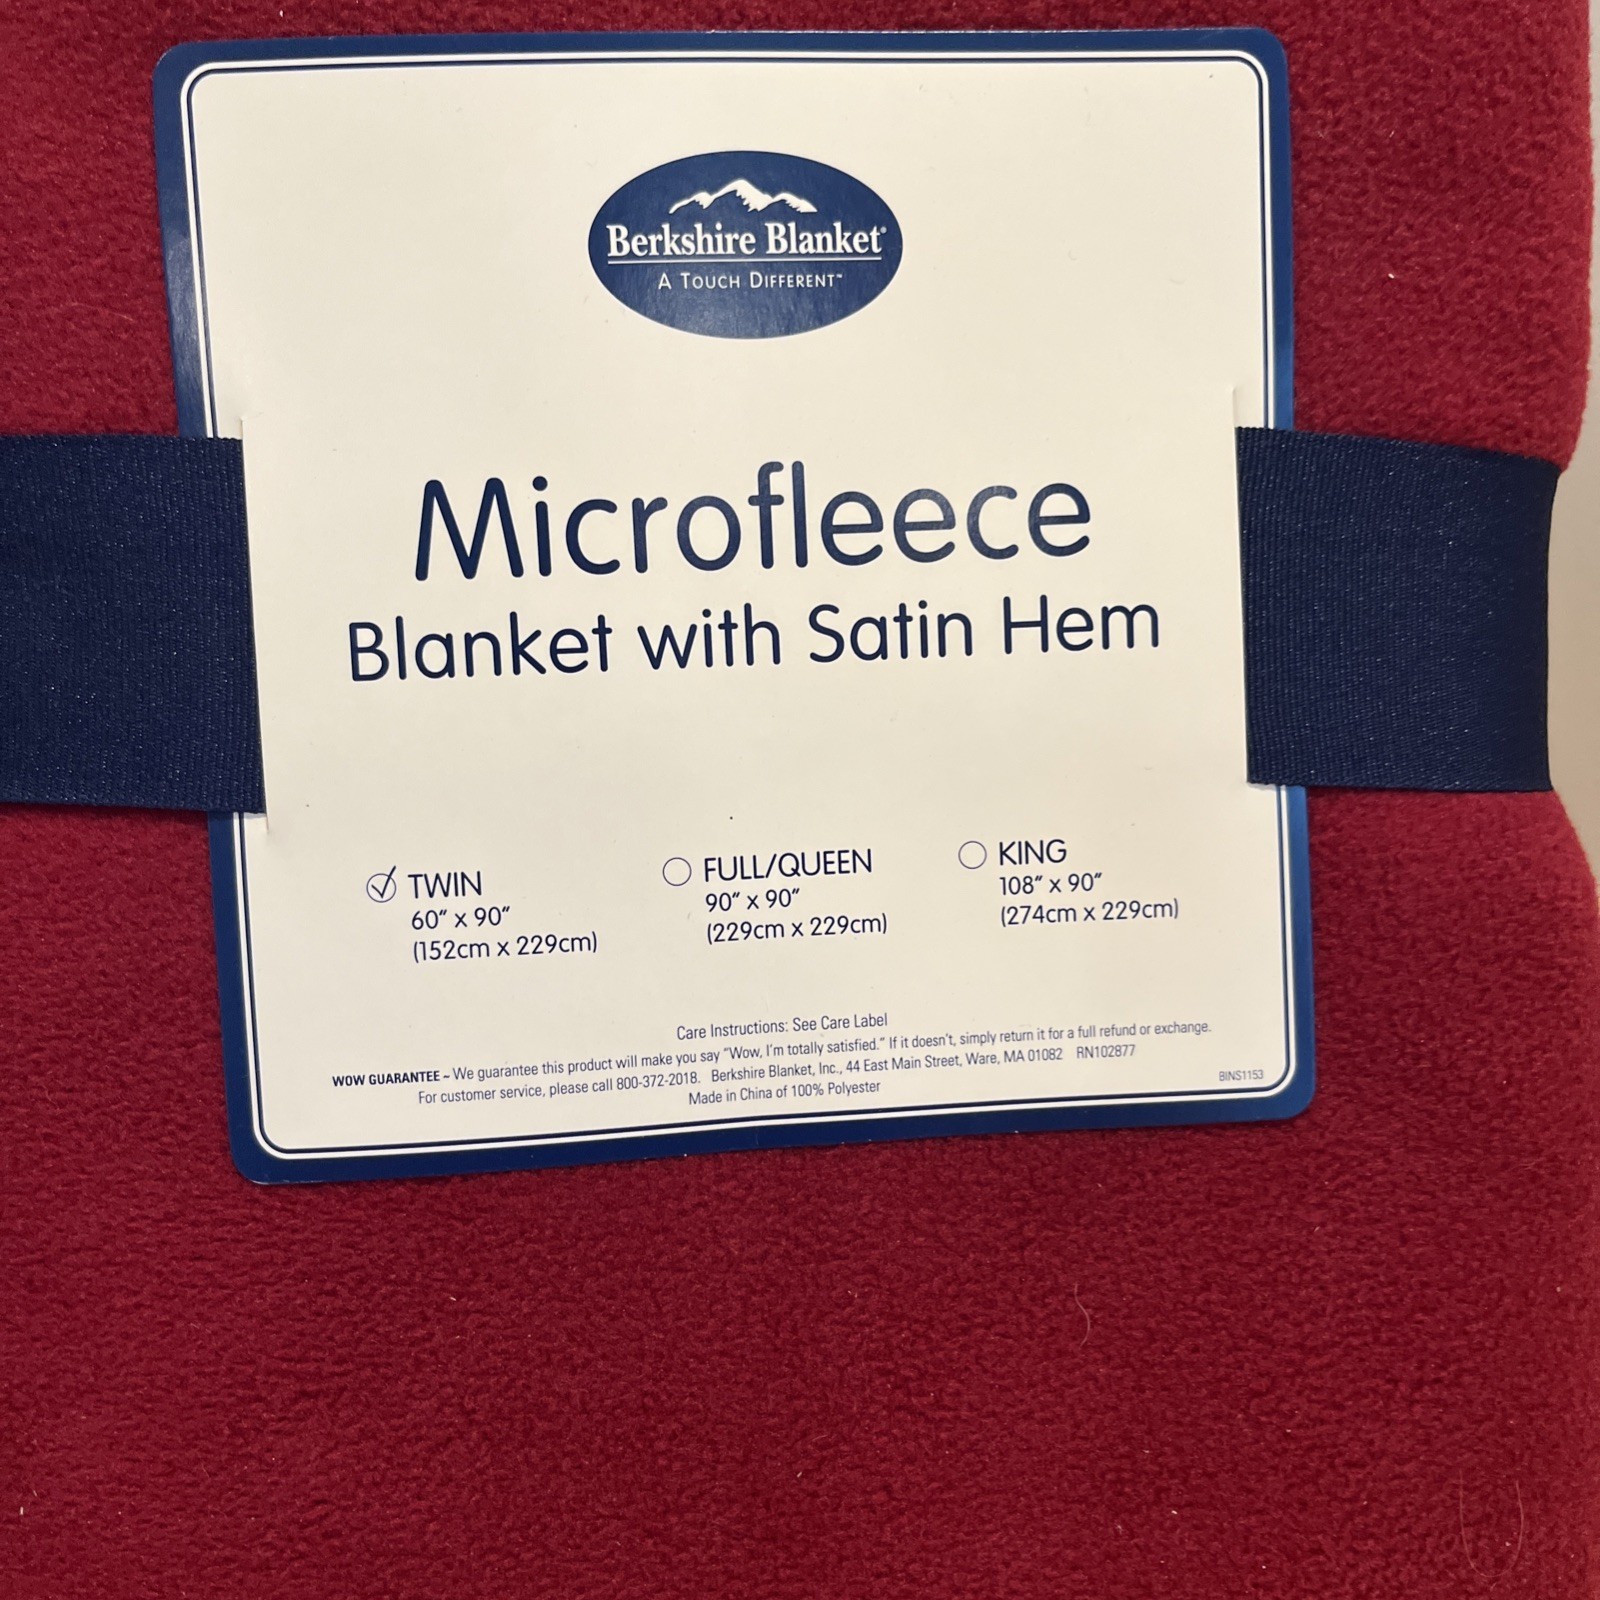 Berkshire Blanket®
A TOUCH DIFFERENT™
Microfleece
Blanket with Satin Hem
TWIN
60″ x 90″
(152cm x 229cm)
FULL/QUEEN
90″ x 90″
(229cm x 229cm)
KING
108″ x 90″
(274cm x 229cm)
Care Instructions: See Care Label
WOW GUARANTEE ~ We guarantee this product will make you say "Wow, I'm totally satisfied." If it doesn't, simply return it for a full refund or exchange.
For customer service, please call 800-372-2018. Berkshire Blanket, Inc., 44 East Main Street, Ware, MA 01082 RN102877
Made in China of 100% Polyester
BINS1153